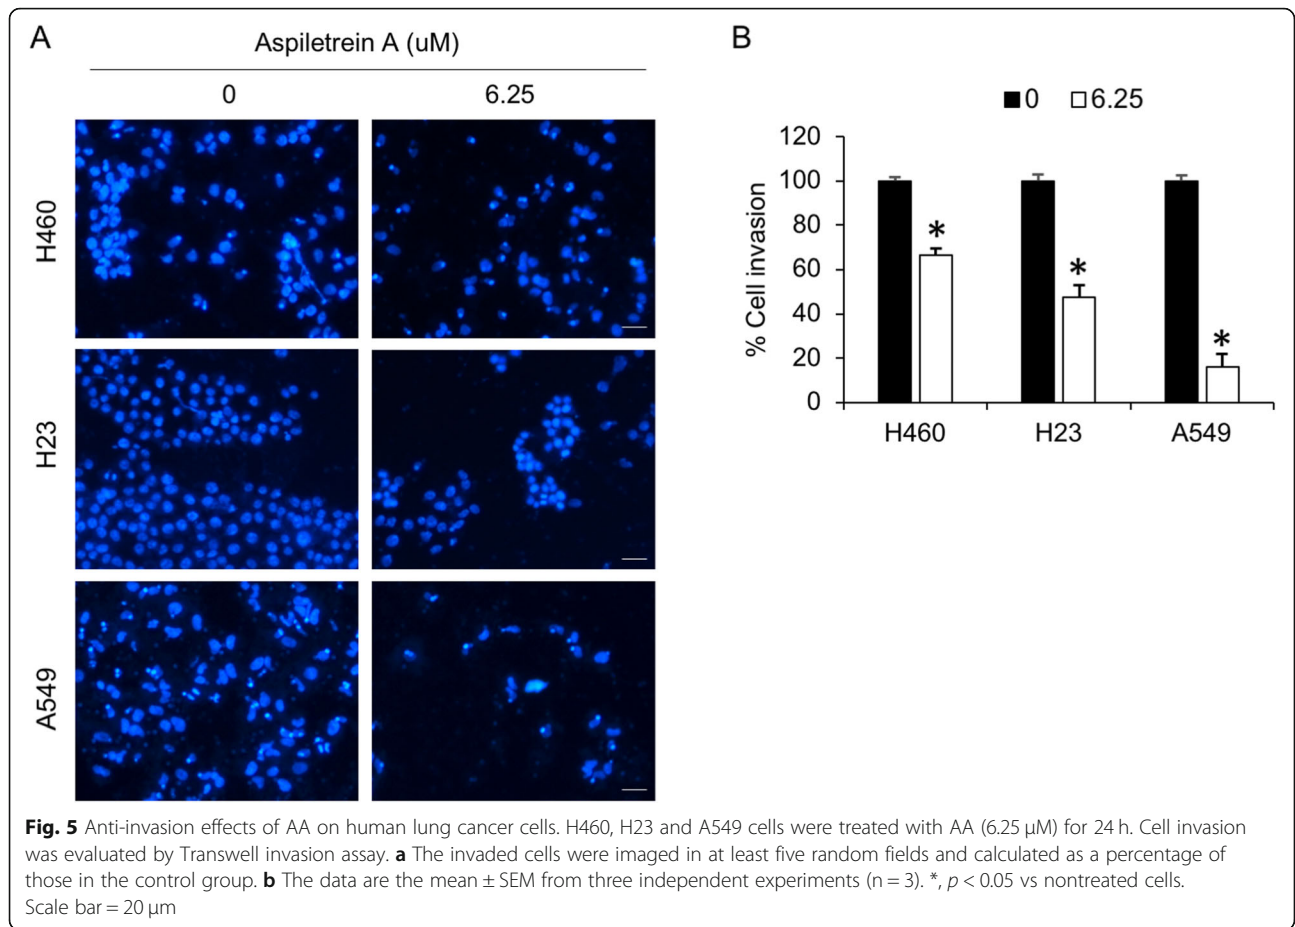 A
Aspiletrein A (uM)
0
6.25
H460
H23
A549
B
0 6.25
% Cell invasion
120
100
80
60
40
20
0
*
*
*
H460 H23 A549
Fig. 5 Anti-invasion effects of AA on human lung cancer cells. H460, H23 and A549 cells were treated with AA (6.25 μM) for 24 h. Cell invasion
was evaluated by Transwell invasion assay. a The invaded cells were imaged in at least five random fields and calculated as a percentage of
those in the control group. b The data are the mean ± SEM from three independent experiments (n = 3). *, p < 0.05 vs nontreated cells.
Scale bar = 20 μm